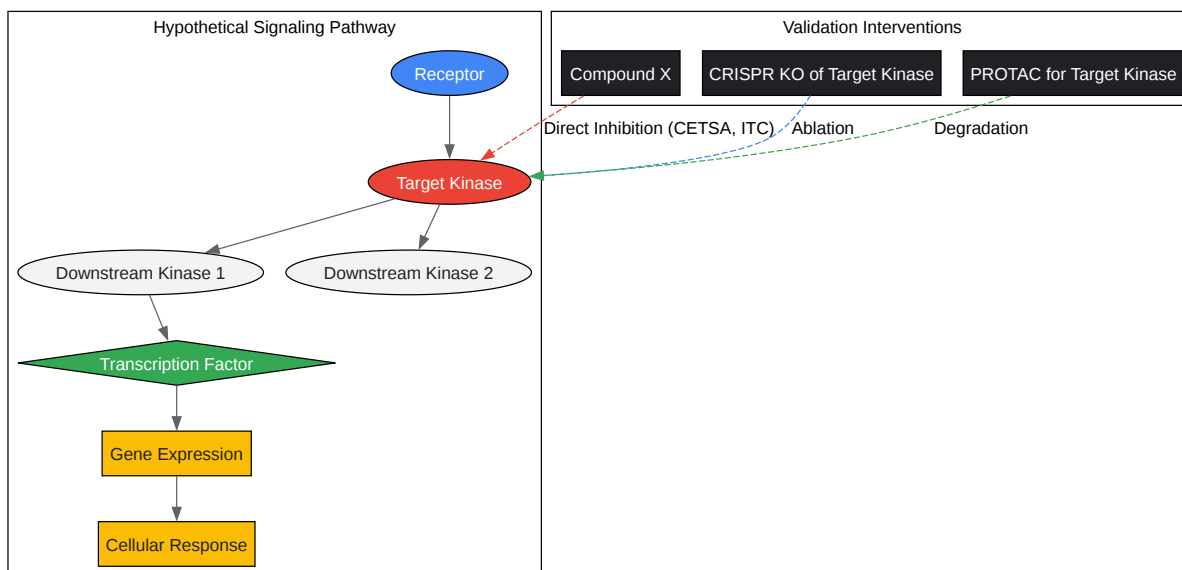 Hypothetical Signaling Pathway
Validation Interventions
Receptor
Compound X
CRISPR KO of Target Kinase
PROTAC for Target Kinase
Direct Inhibition (CETSA, ITC)
Ablation
Degradation
Target Kinase
Downstream Kinase 1
Downstream Kinase 2
Transcription Factor
Gene Expression
Cellular Response